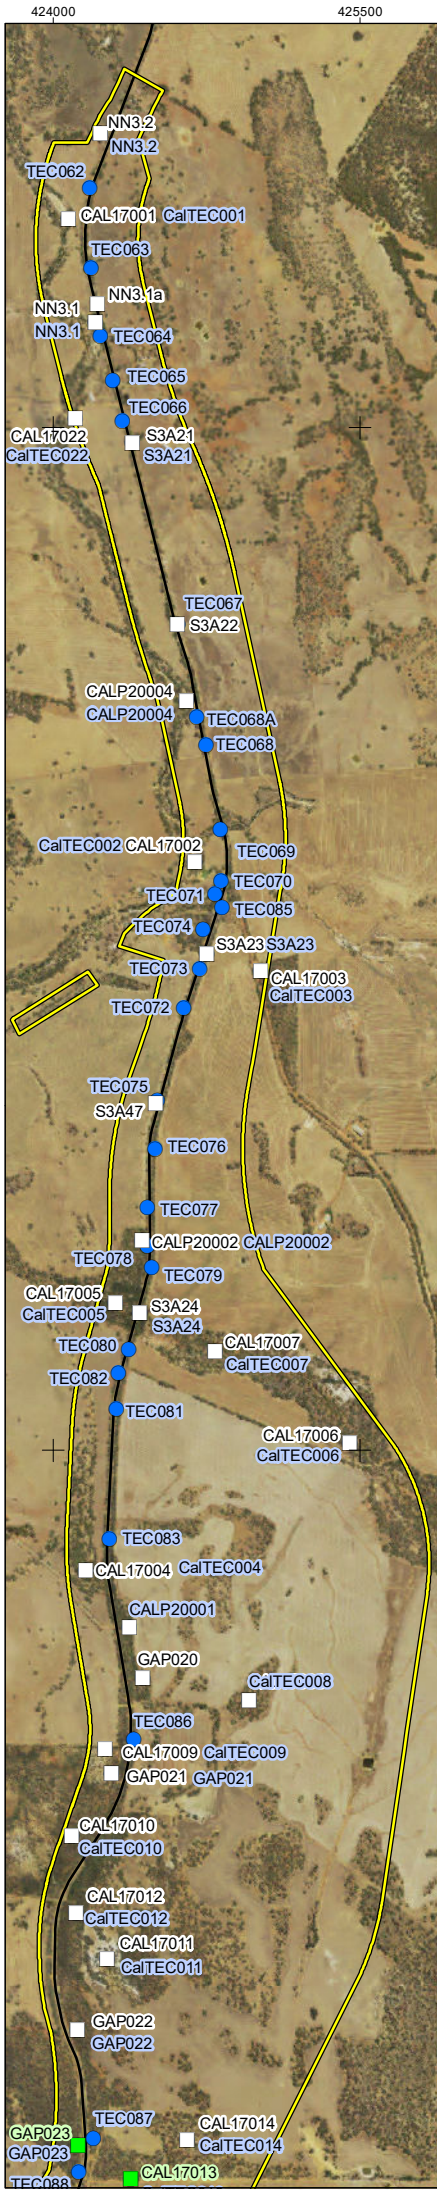 424000
425500
NN3.2
NN3.2
TEC062
CAL17001 CalTEC001
TEC063
NN3.1a
NN3.1
NN3.1
TEC064
TEC065
TEC066
CAL17022
CalTEC022
S3A21
S3A21
TEC067
S3A22
CALP20004
CALP20004
TEC068A
TEC068
TEC069
CalTEC002 CAL17002
TEC070
TEC071
TEC085
TEC074
S3A23 S3A23
TEC073
CAL17003
CalTEC003
TEC072
TEC075
S3A47
TEC076
TEC077
CALP20002 CALP20002
TEC078
TEC079
CAL17005
CalTEC005
S3A24
S3A24
TEC080
CAL17007
CalTEC007
TEC082
TEC081
CAL17006
CalTEC006
TEC083
CAL17004 CalTEC004
CALP20001
GAP020
CalTEC008
TEC086
CAL17009 CalTEC009
GAP021 GAP021
CAL17010
CalTEC010
CAL17012
CalTEC012
CAL17011
CalTEC011
GAP022
GAP022
TEC087
GAP023
GAP023
CAL17014
CalTEC014
TEC088
CAL17013